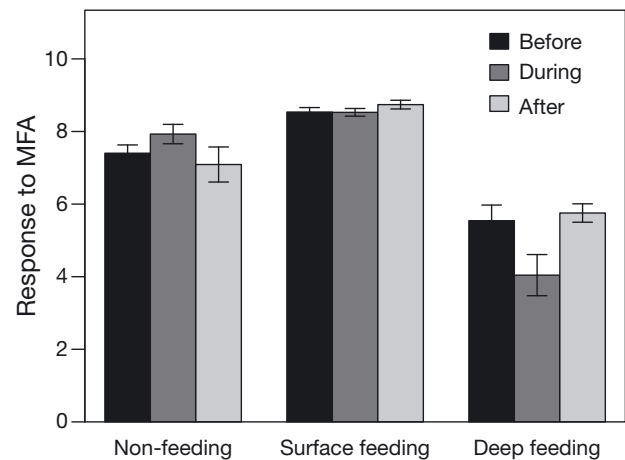 10
8
6
4
2
0
Response to MFA
Before
During
After
Non-feeding Surface feeding Deep feeding